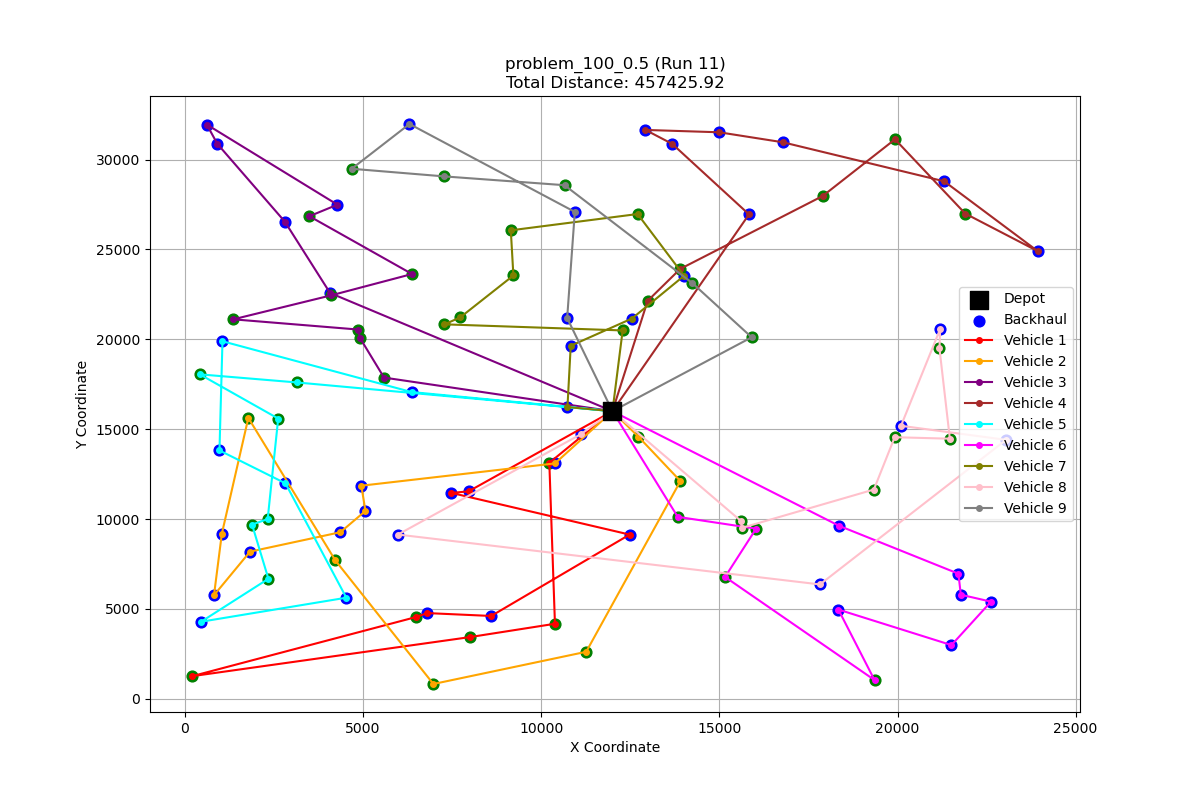 problem_100_0.5 (Run 11)
Total Distance: 457425.92
30000
25000
20000
15000
10000
5000
0
Y Coordinate
0 5000 10000 15000 20000 25000
X Coordinate
Depot
Backhaul
Vehicle 1
Vehicle 2
Vehicle 3
Vehicle 4
Vehicle 5
Vehicle 6
Vehicle 7
Vehicle 8
Vehicle 9